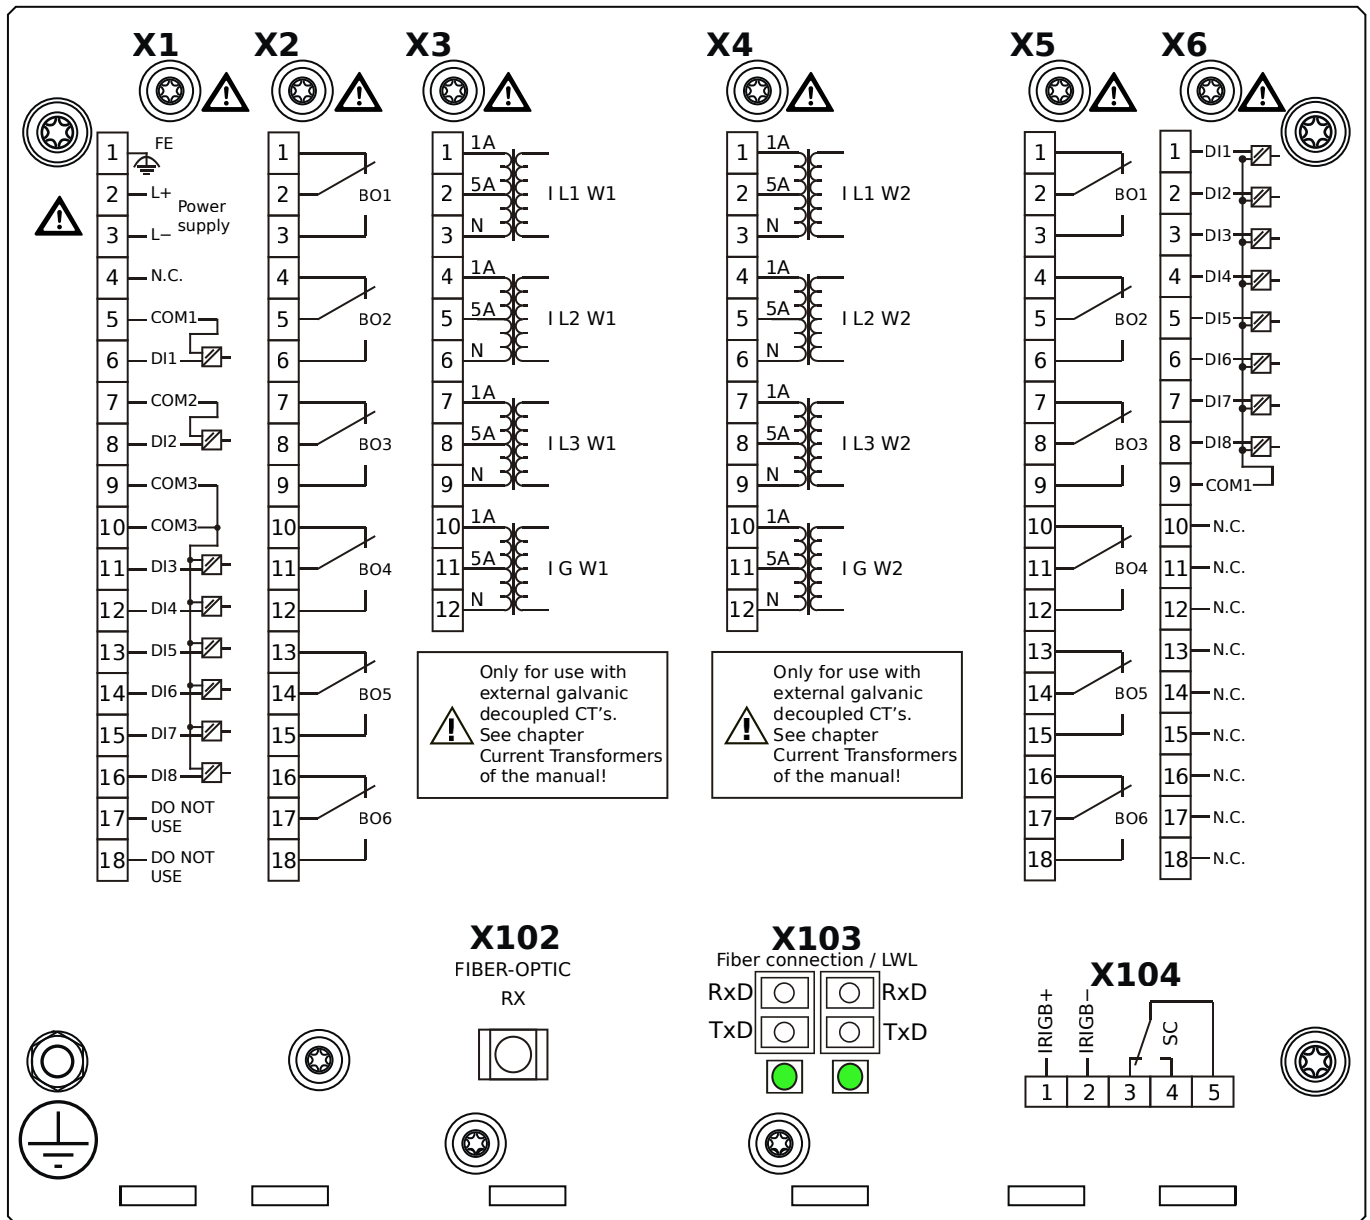 X1
X2
X3
X4
X5
X6
1 FE
2 L+
Power
supply
3 L−
4 N.C.
5 COM1
6 DI1
7 COM2
8 DI2
9 COM3
10 COM3
11 DI3
12 DI4
13 DI5
14 DI6
15 DI7
16 DI8
17 DO NOT
USE
18 DO NOT
USE
1
2 BO1
3
4
5 BO2
6
7
8 BO3
9
10
11 BO4
12
13
14 BO5
15
16
17 BO6
18
1 1A
2 5A I L1 W1
3 N
4 1A
5 5A I L2 W1
6 N
7 1A
8 5A I L3 W1
9 N
10 1A
11 5A I G W1
12 N
Only for use with
external galvanic
decoupled CT's.
See chapter
Current Transformers
of the manual!
1 1A
2 5A I L1 W2
3 N
4 1A
5 5A I L2 W2
6 N
7 1A
8 5A I L3 W2
9 N
10 1A
11 5A I G W2
12 N
Only for use with
external galvanic
decoupled CT's.
See chapter
Current Transformers
of the manual!
1
2 BO1
3
4
5 BO2
6
7
8 BO3
9
10
11 BO4
12
13
14 BO5
15
16
17 BO6
18
1 DI1
2 DI2
3 DI3
4 DI4
5 DI5
6 DI6
7 DI7
8 DI8
9 COM1
10 N.C.
11 N.C.
12 N.C.
13 N.C.
14 N.C.
15 N.C.
16 N.C.
17 N.C.
18 N.C.
X102
FIBER-OPTIC
RX
X103
Fiber connection / LWL
RxD RxD
TxD TxD
X104
IRIGB+
IRIGB−
SC
1 2 3 4 5